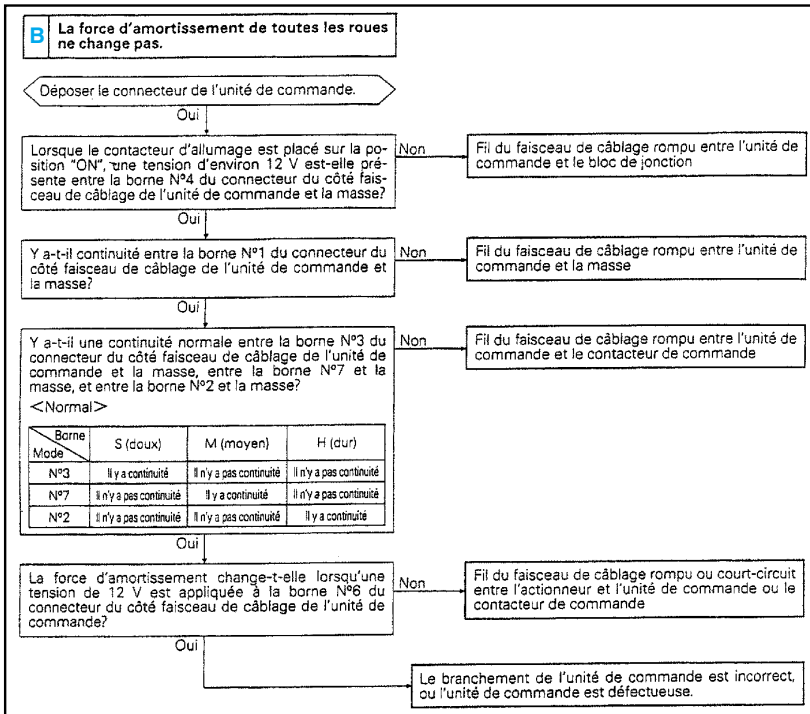 B
La force d'amortissement de toutes les roues
ne change pas.
Déposer le connecteur de l'unité de commande.
Oui
Lorsque le contacteur d'allumage est placé sur la po-
sition "ON", une tension d'environ 12 V est-elle pré-
sente entre la borne Nº4 du connecteur du côté fais-
ceau de câblage de l'unité de commande et la masse?
Non
Fil du faisceau de câblage rompu entre l'unité de
commande et le bloc de jonction
Oui
Y a-t-il continuité entre la borne Nº1 du connecteur du
côté faisceau de câblage de l'unité de commande et
la masse?
Non
Fil du faisceau de câblage rompu entre l'unité de
commande et la masse
Oui
Y a-t-il une continuité normale entre la borne Nº3 du
connecteur du côté faisceau de câblage de l'unité de
commande et la masse, entre la borne Nº7 et la
masse, et entre la borne Nº2 et la masse?
Non
Fil du faisceau de câblage rompu entre l'unité de
commande et le contacteur de commande
<Normal>
Borne
Mode
S (doux)
M (moyen)
H (dur)
Nº3
Il y a continuité
Il n'y a pas continuité
Il n'y a pas continuité
Nº7
Il n'y a pas continuité
Il y a continuité
Il n'y a pas continuité
Nº2
Il n'y a pas continuité
Il n'y a pas continuité
Il y a continuité
Oui
La force d'amortissement change-t-elle lorsqu'une
tension de 12 V est appliquée à la borne Nº6 du
connecteur du côté faisceau de câblage de l'unité de
commande?
Non
Fil du faisceau de câblage rompu ou court-circuit
entre l'actionneur et l'unité de commande ou le
contacteur de commande
Oui
Le branchement de l'unité de commande est incorrect,
ou l'unité de commande est défectueuse.